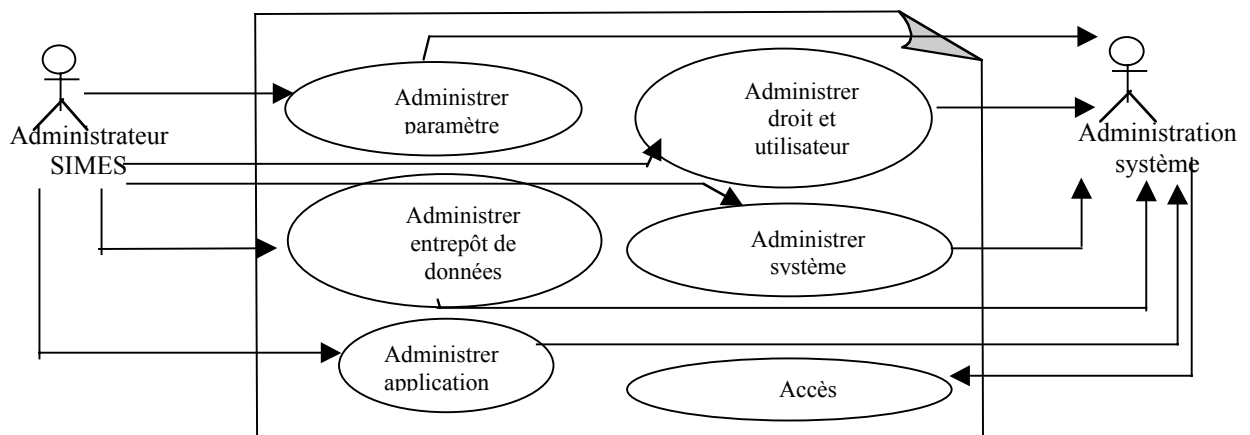 Administrateur
SIMES
Administrer
paramètre
Administrer
droit et
utilisateur
Administration
système
Administrer
entrepôt de
données
Administrer
système
Administrer
application
Accès